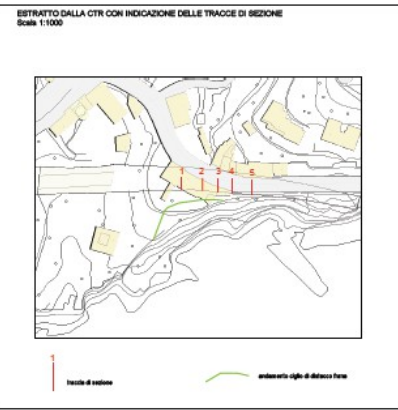 ESTRATTO DALLA CTR CON INDICAZIONE DELLE TRACCE DI SEZIONE
Scala 1:1000
1 2 3 4 5
1
traccia di sezione
andamento ciglio di distacco frana